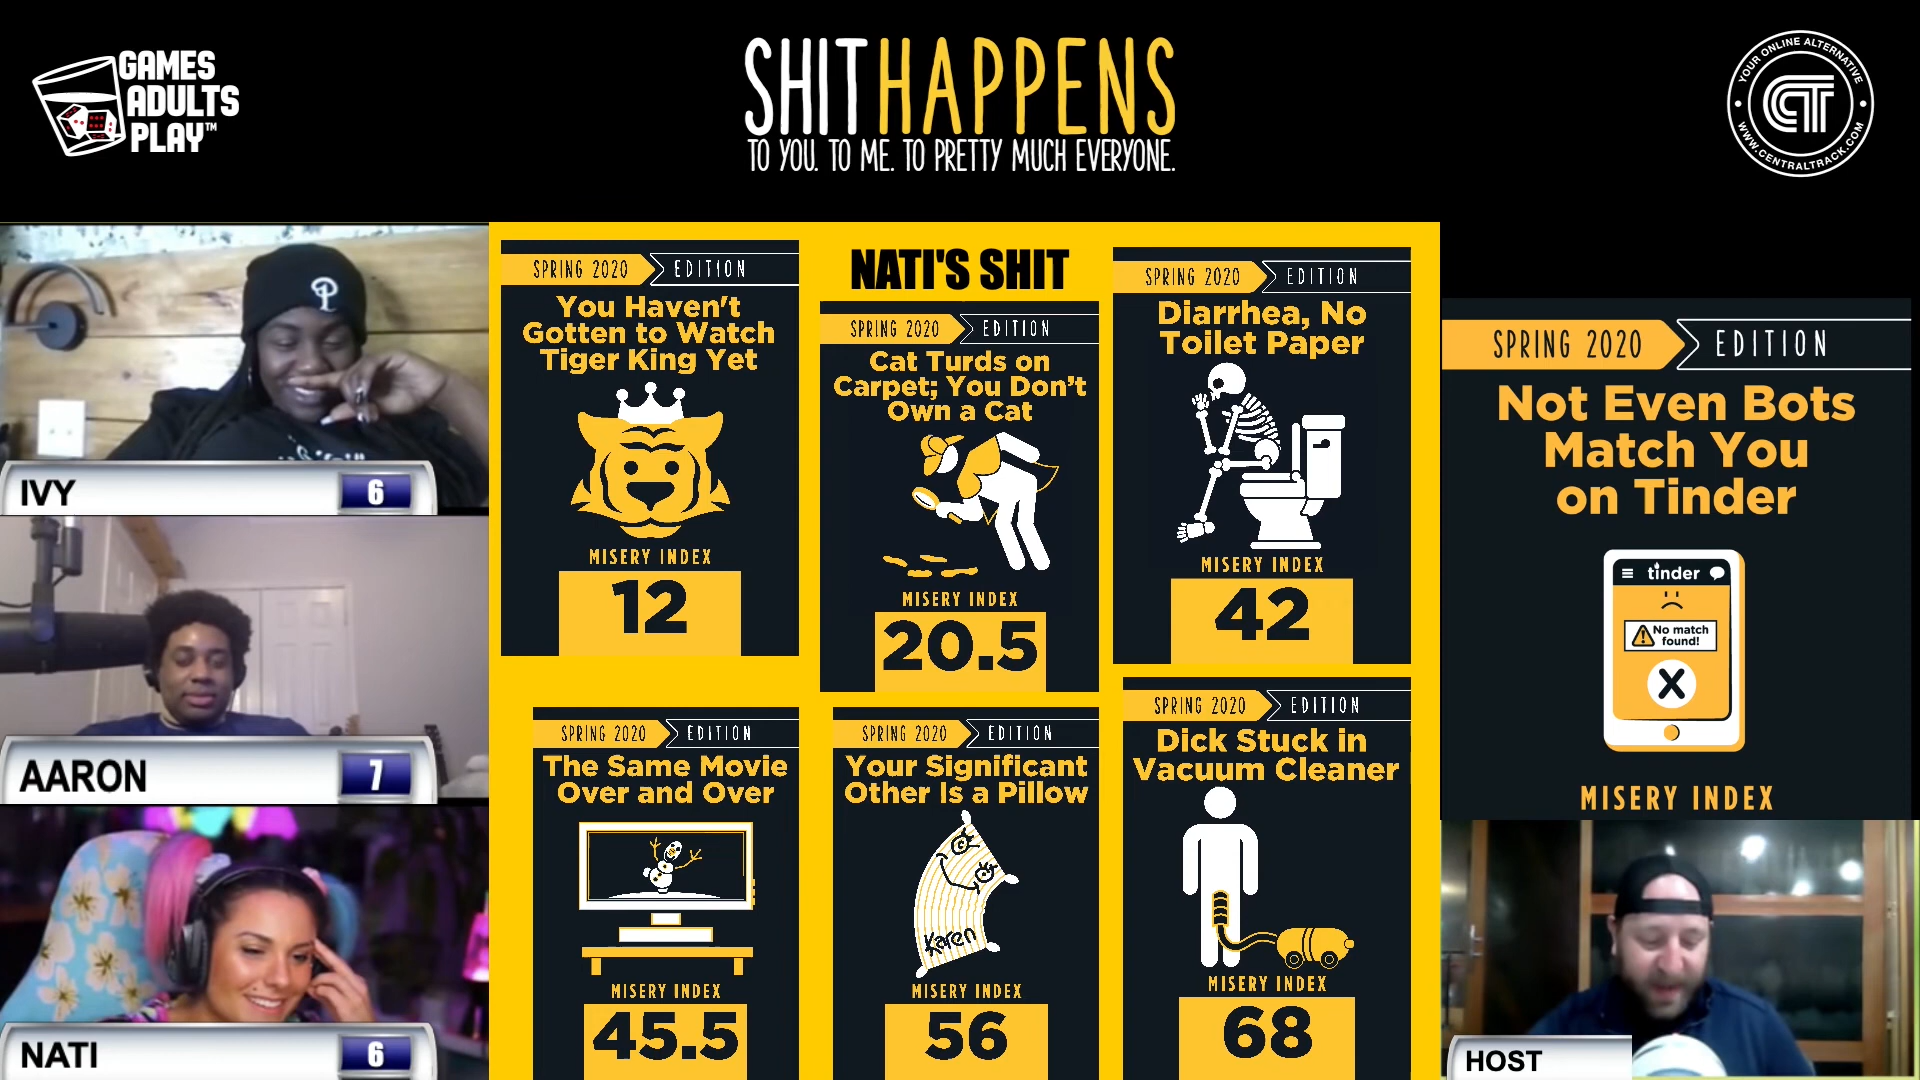 GAMES
ADULTS
PLAY™
SHIT HAPPENS
TO YOU. TO ME. TO PRETTY MUCH EVERYONE.
YOUR ONLINE ALTERNATIVE
CT
WWW.CENTRALTRACK.COM
P
IVY 6
AARON 7
NATI 6
NATI'S SHIT
SPRING 2020 EDITION
You Haven't
Gotten to Watch
Tiger King Yet
MISERY INDEX
12
SPRING 2020 EDITION
Cat Turds on
Carpet; You Don't
Own a Cat
MISERY INDEX
20.5
SPRING 2020 EDITION
Diarrhea, No
Toilet Paper
MISERY INDEX
42
SPRING 2020 EDITION
The Same Movie
Over and Over
MISERY INDEX
45.5
SPRING 2020 EDITION
Your Significant
Other Is a Pillow
Karen
MISERY INDEX
56
SPRING 2020 EDITION
Dick Stuck in
Vacuum Cleaner
MISERY INDEX
68
SPRING 2020 EDITION
Not Even Bots
Match You
on Tinder
tinder
No match
found!
X
MISERY INDEX
HOST